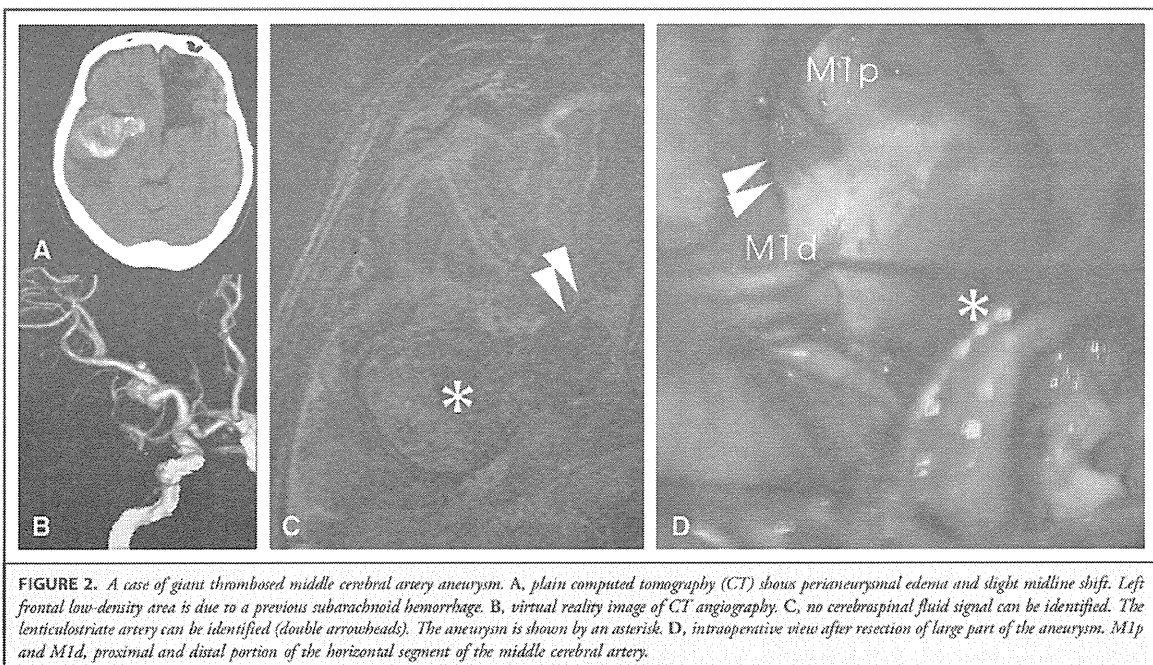 M1p
M1d
*
*
A
B
C
D
FIGURE 2. A case of giant thrombosed middle cerebral artery aneurysm. A, plain computed tomography (CT) shows perianeurysmal edema and slight midline shift. Left
frontal low-density area is due to a previous subarachnoid hemorrhage. B, virtual reality image of CT angiography. C, no cerebrospinal fluid signal can be identified. The
lenticulostriate artery can be identified (double arrowheads). The aneurysm is shown by an asterisk. D, intraoperative view after resection of large part of the aneurysm. M1p
and M1d, proximal and distal portion of the horizontal segment of the middle cerebral artery.